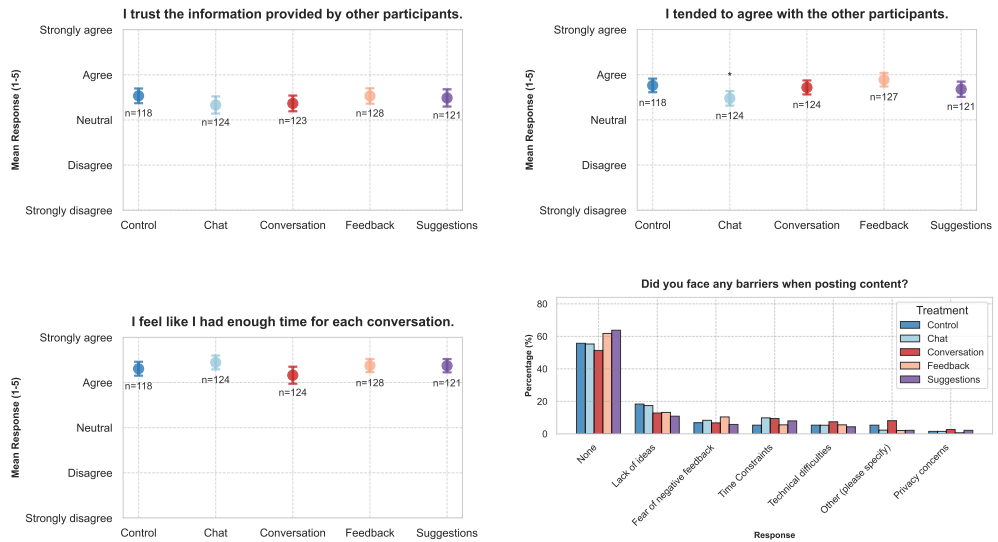 I trust the information provided by other participants.
Mean Response (1-5)
Strongly agree
Agree
Neutral
Disagree
Strongly disagree
n=118
n=124
n=123
n=128
n=121
Control
Chat
Conversation
Feedback
Suggestions
I tended to agree with the other participants.
Mean Response (1-5)
Strongly agree
Agree
Neutral
Disagree
Strongly disagree
*
n=118
n=124
n=124
n=127
n=121
Control
Chat
Conversation
Feedback
Suggestions
I feel like I had enough time for each conversation.
Mean Response (1-5)
Strongly agree
Agree
Neutral
Disagree
Strongly disagree
n=118
n=124
n=124
n=128
n=121
Control
Chat
Conversation
Feedback
Suggestions
Did you face any barriers when posting content?
Percentage (%)
80
60
40
20
0
Treatment
Control
Chat
Conversation
Feedback
Suggestions
None
Lack of ideas
Fear of negative feedback
Time Constraints
Technical difficulties
Other (please specify)
Privacy concerns
Response